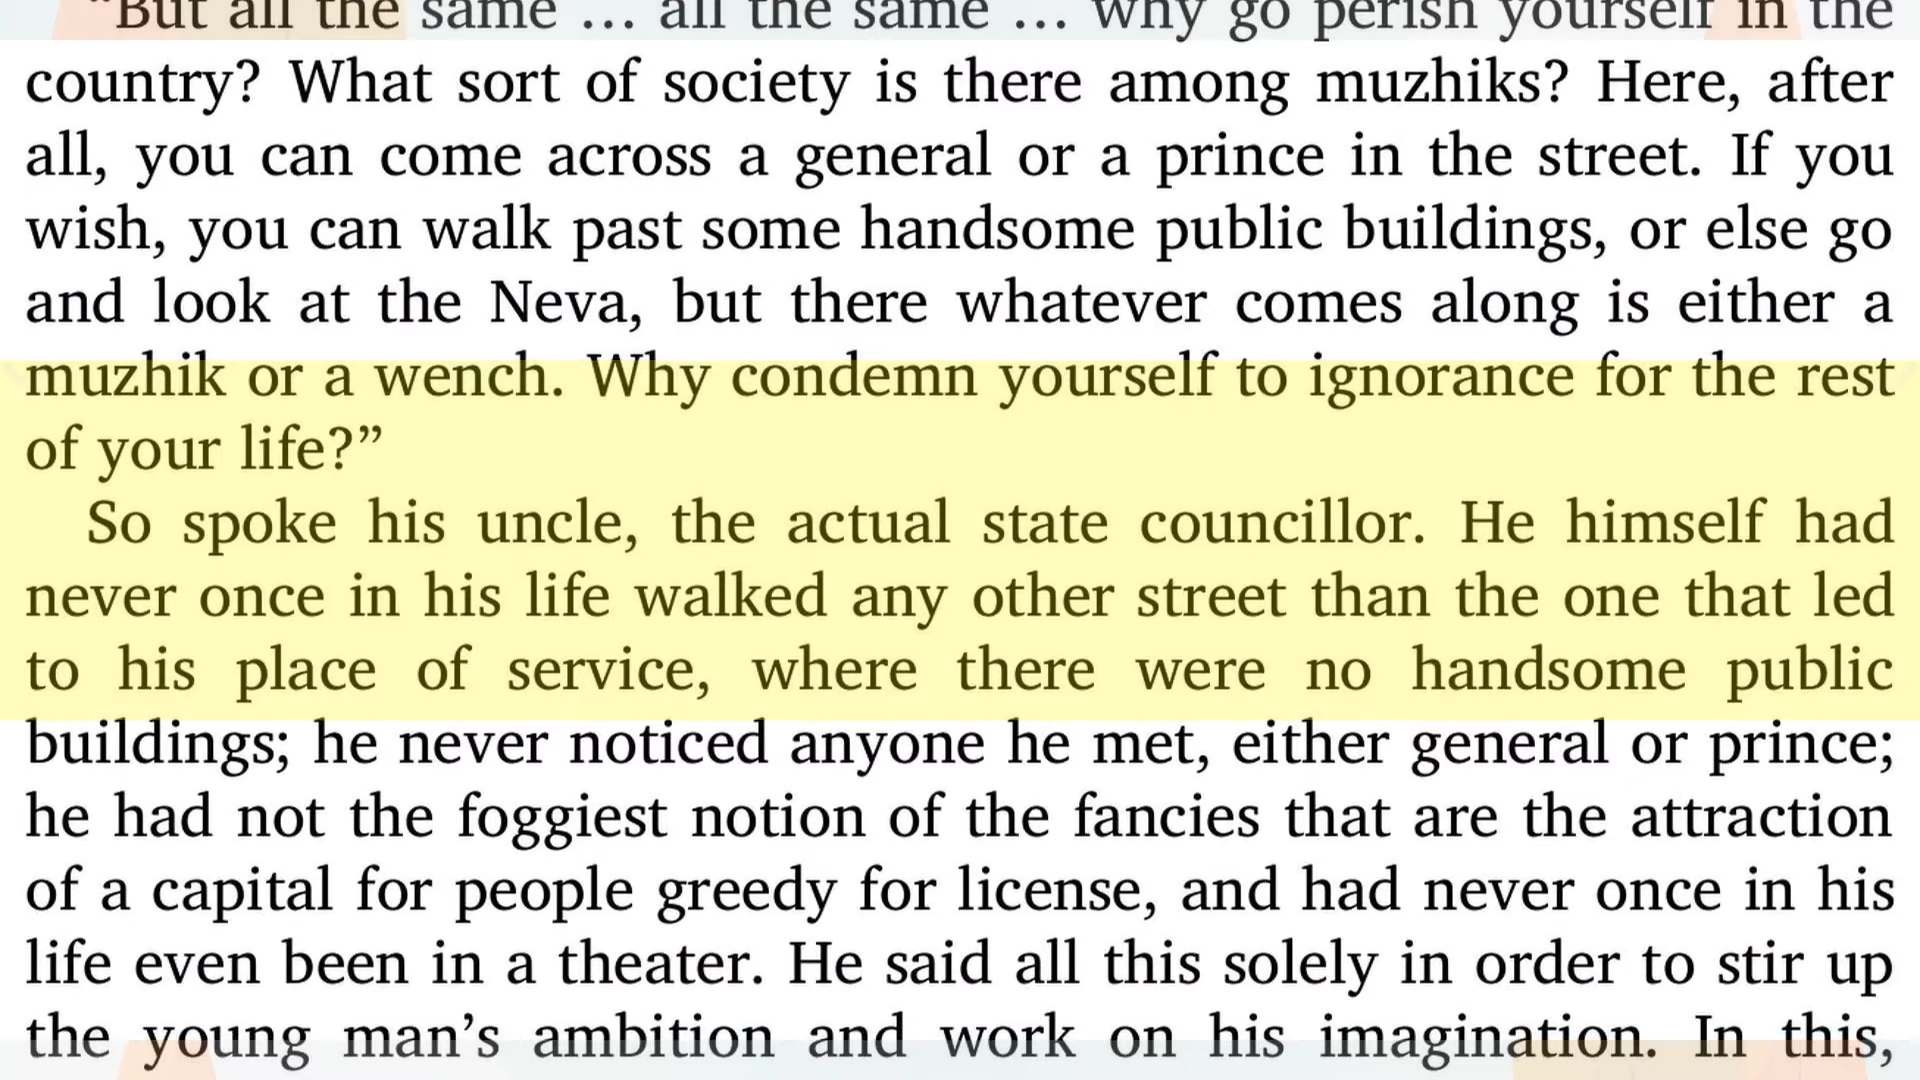 “But all the same … all the same … why go perish yourself in the
country? What sort of society is there among muzhiks? Here, after
all, you can come across a general or a prince in the street. If you
wish, you can walk past some handsome public buildings, or else go
and look at the Neva, but there whatever comes along is either a
muzhik or a wench. Why condemn yourself to ignorance for the rest
of your life?”
So spoke his uncle, the actual state councillor. He himself had
never once in his life walked any other street than the one that led
to his place of service, where there were no handsome public
buildings; he never noticed anyone he met, either general or prince;
he had not the foggiest notion of the fancies that are the attraction
of a capital for people greedy for license, and had never once in his
life even been in a theater. He said all this solely in order to stir up
the young man’s ambition and work on his imagination. In this,